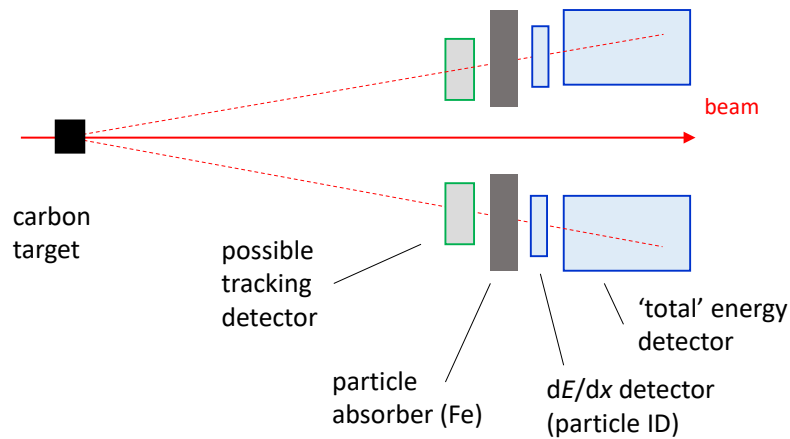 beam
carbon
target
possible
tracking
detector
'total' energy
detector
particle
absorber (Fe)
dE/dx detector
(particle ID)